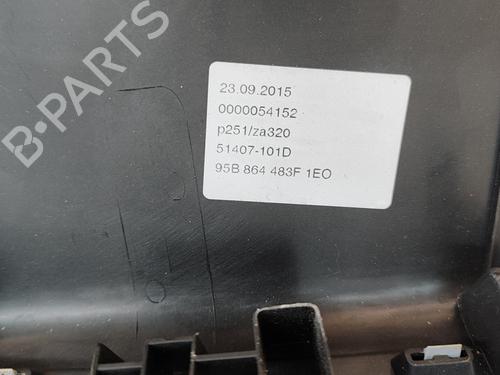 B-PARTS
23.09.2015
0000054152
p251/za320
51407-101D
95B 864 483F 1EO